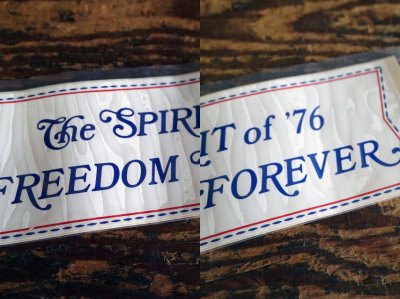 The SPIRIT of '76
FREEDOM FOREVER